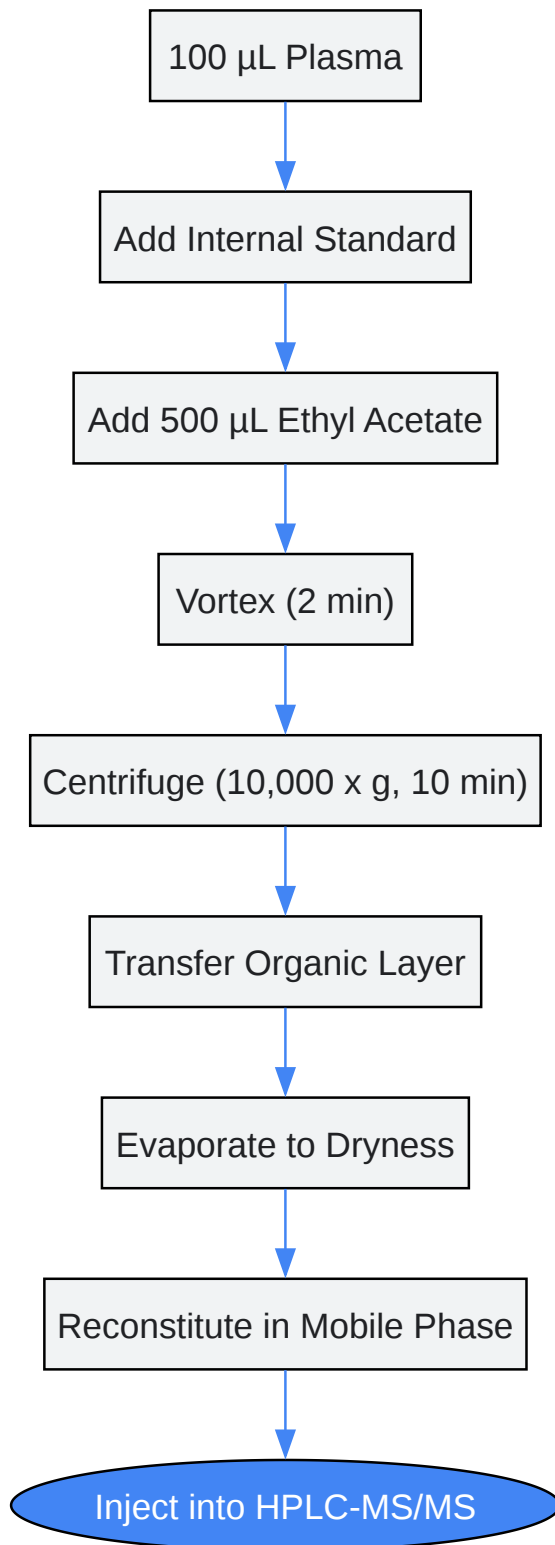 100 µL Plasma
Add Internal Standard
Add 500 µL Ethyl Acetate
Vortex (2 min)
Centrifuge (10,000 x g, 10 min)
Transfer Organic Layer
Evaporate to Dryness
Reconstitute in Mobile Phase
Inject into HPLC-MS/MS